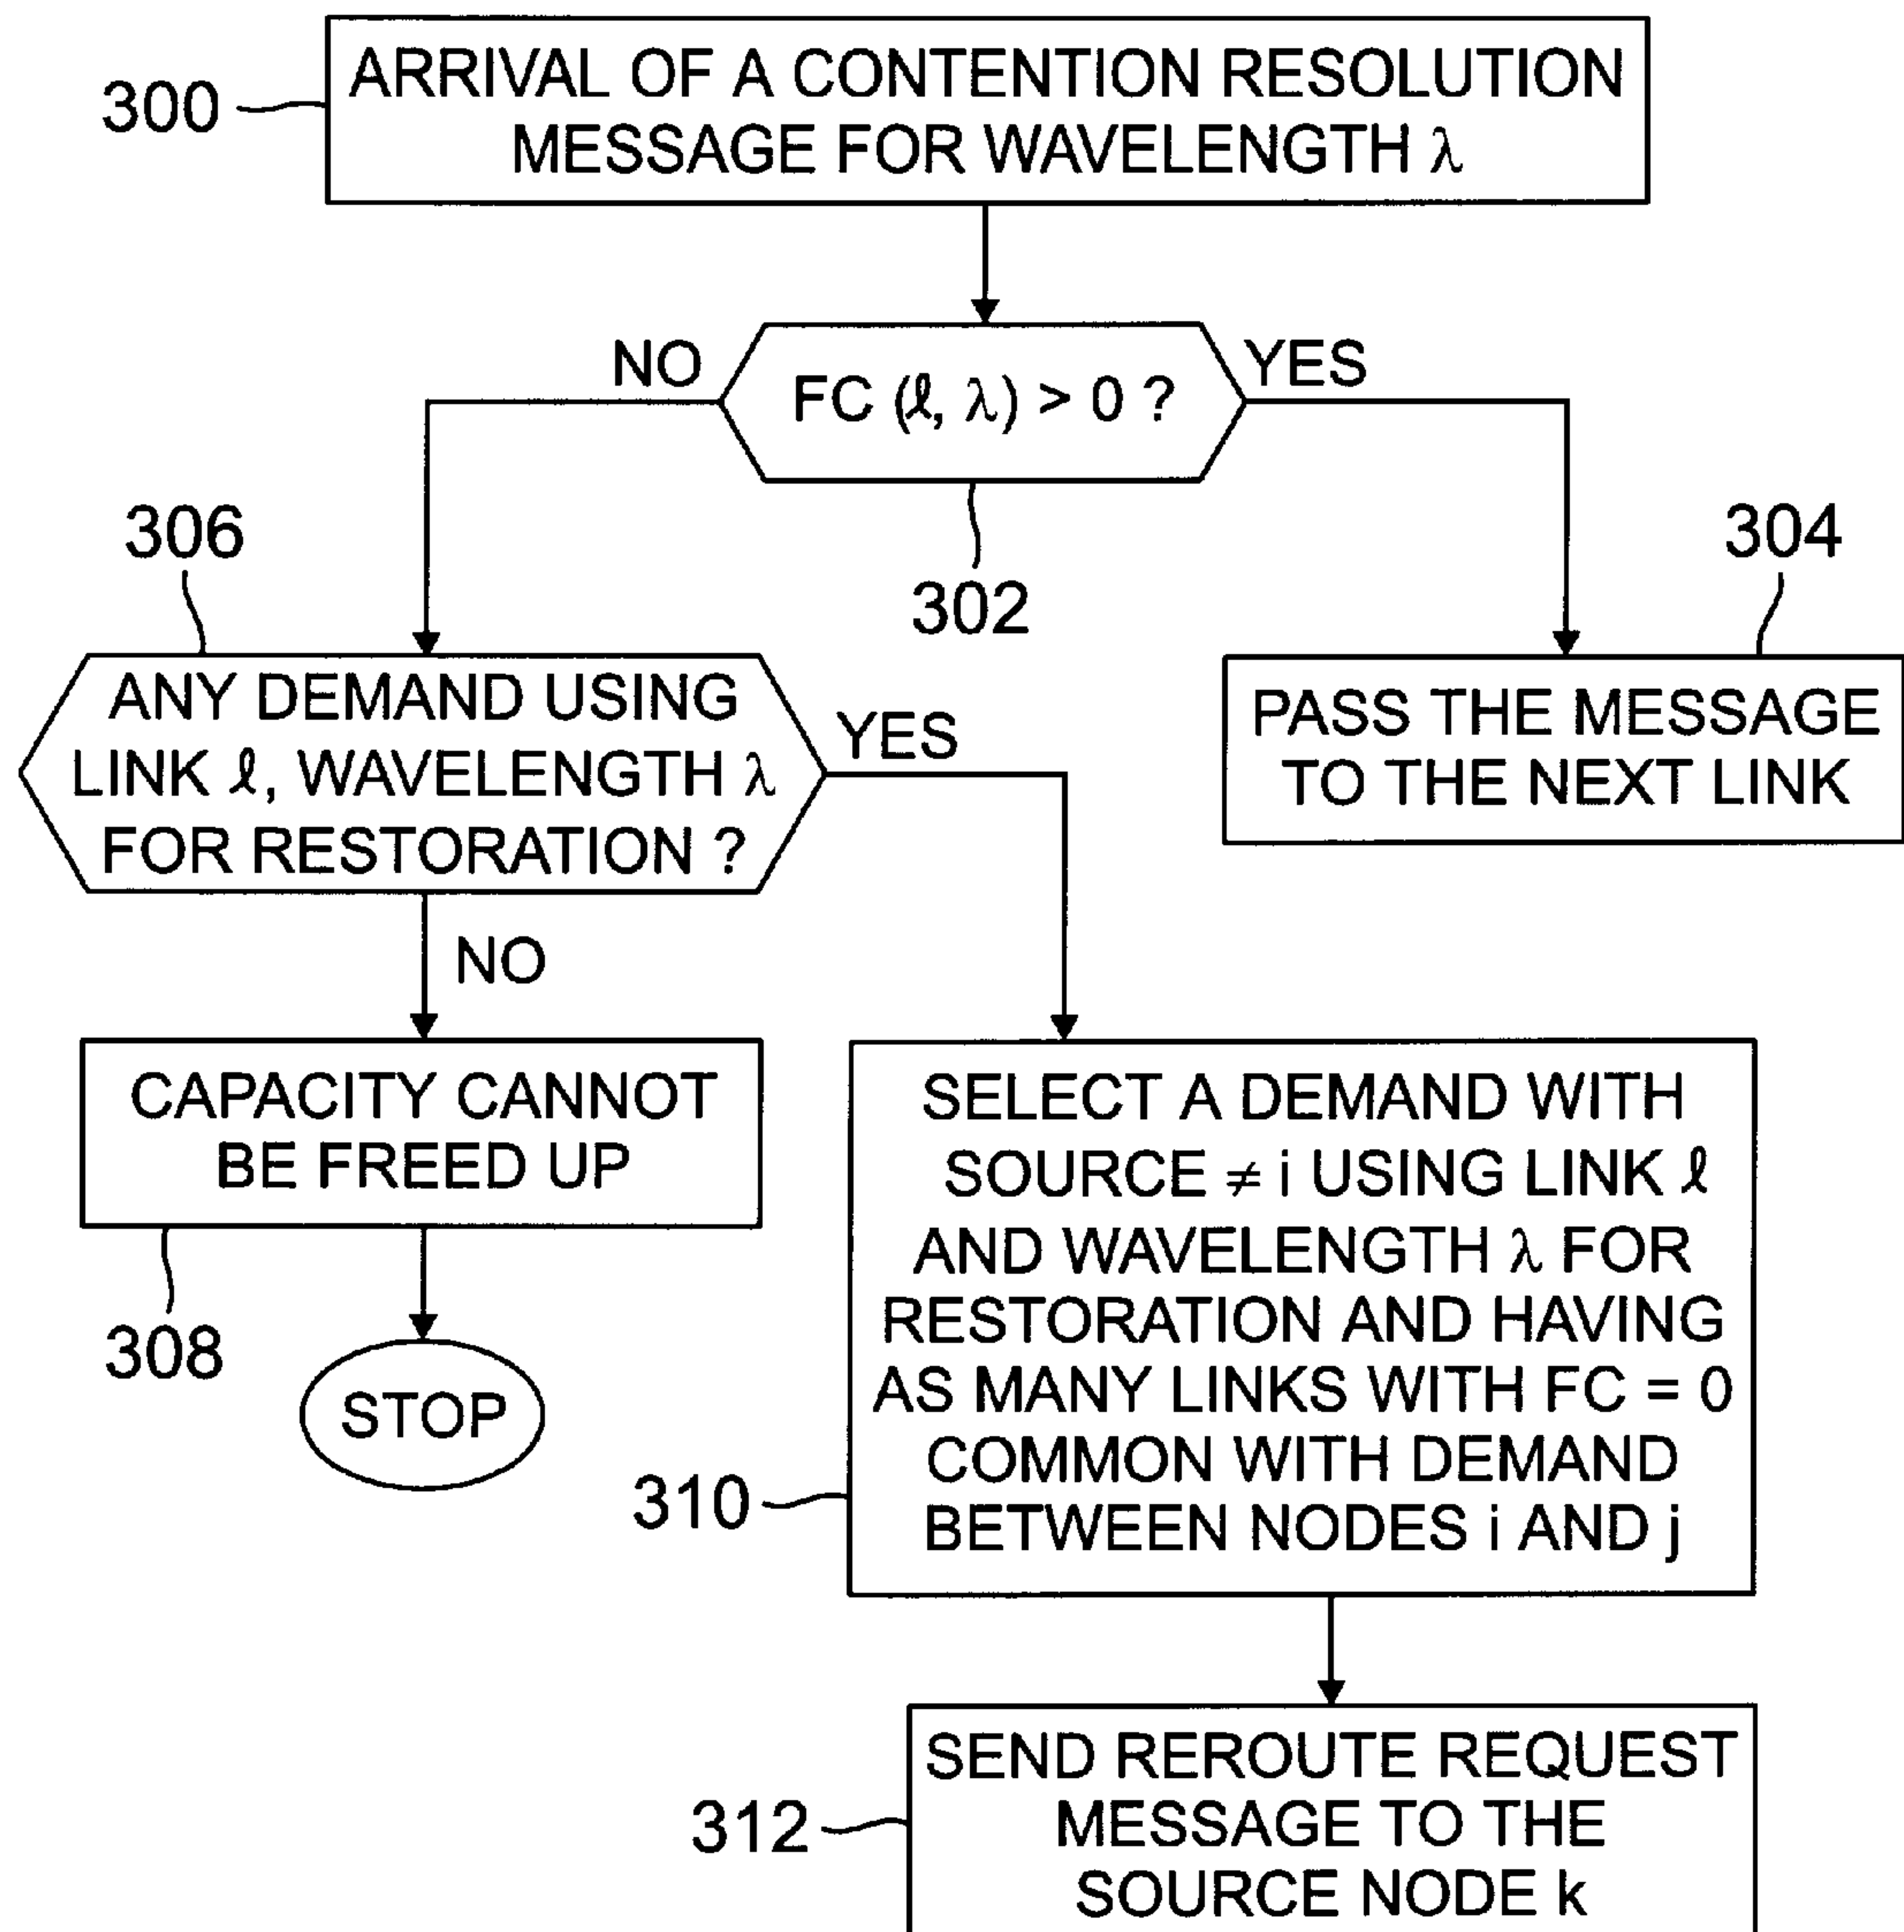 300
ARRIVAL OF A CONTENTION RESOLUTION
MESSAGE FOR WAVELENGTH λ
NO
FC (ℓ, λ) > 0 ?
YES
302
306
304
ANY DEMAND USING
LINK ℓ, WAVELENGTH λ
FOR RESTORATION ?
YES
PASS THE MESSAGE
TO THE NEXT LINK
NO
CAPACITY CANNOT
BE FREED UP
308
STOP
SELECT A DEMAND WITH
SOURCE ≠ i USING LINK ℓ
AND WAVELENGTH λ FOR
RESTORATION AND HAVING
AS MANY LINKS WITH FC = 0
COMMON WITH DEMAND
BETWEEN NODES i AND j
310
SEND REROUTE REQUEST
MESSAGE TO THE
SOURCE NODE k
312